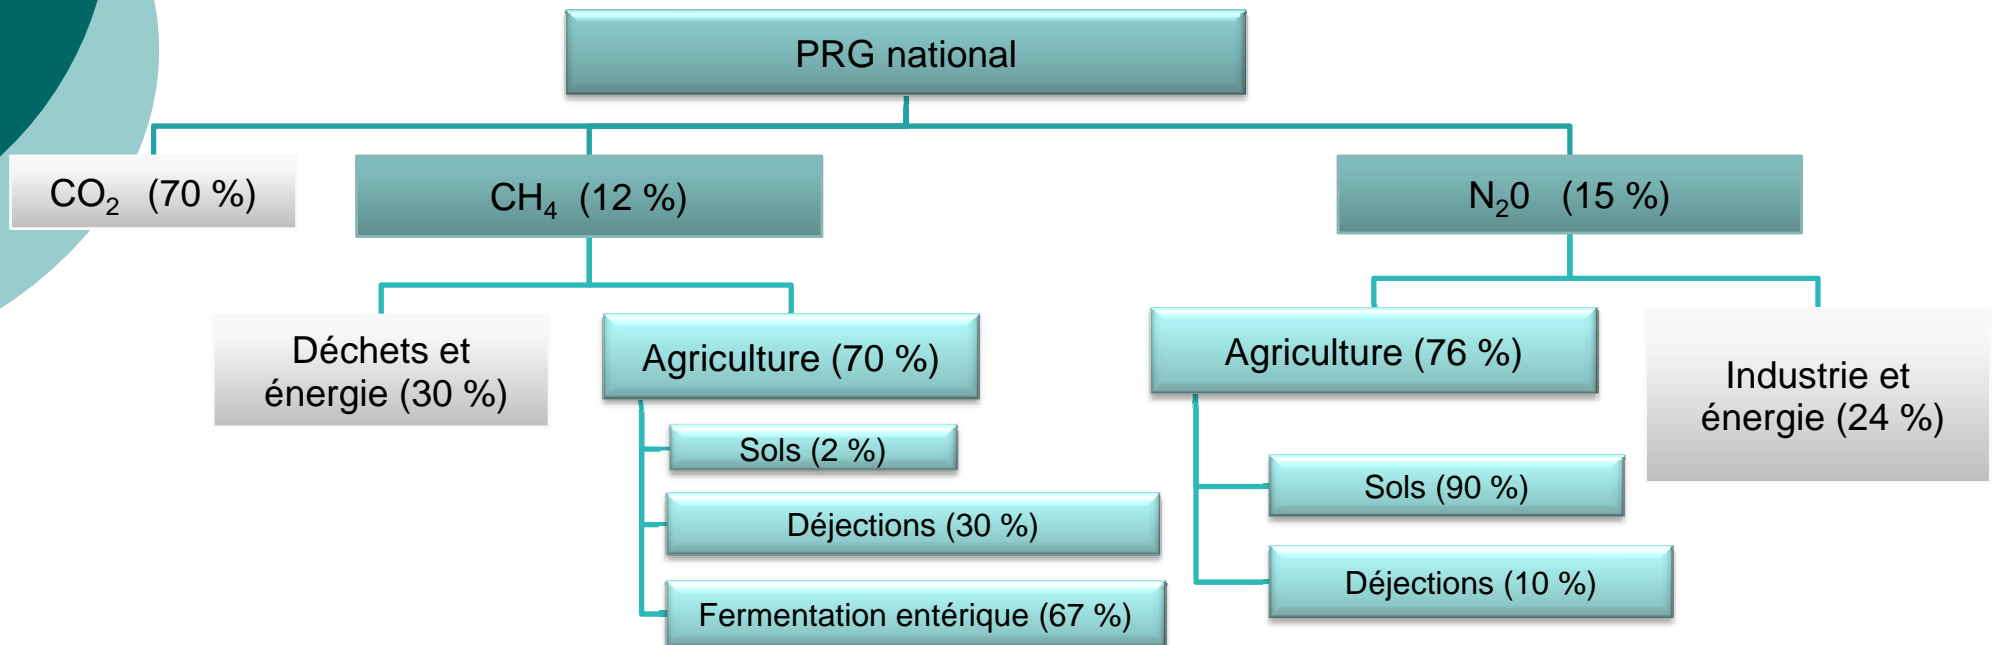 PRG national
CO₂ (70 %)
CH₄ (12 %)
N₂0 (15 %)
Déchets et
énergie (30 %)
Agriculture (70 %)
Agriculture (76 %)
Industrie et
énergie (24 %)
Sols (2 %)
Déjections (30 %)
Fermentation entérique (67 %)
Sols (90 %)
Déjections (10 %)